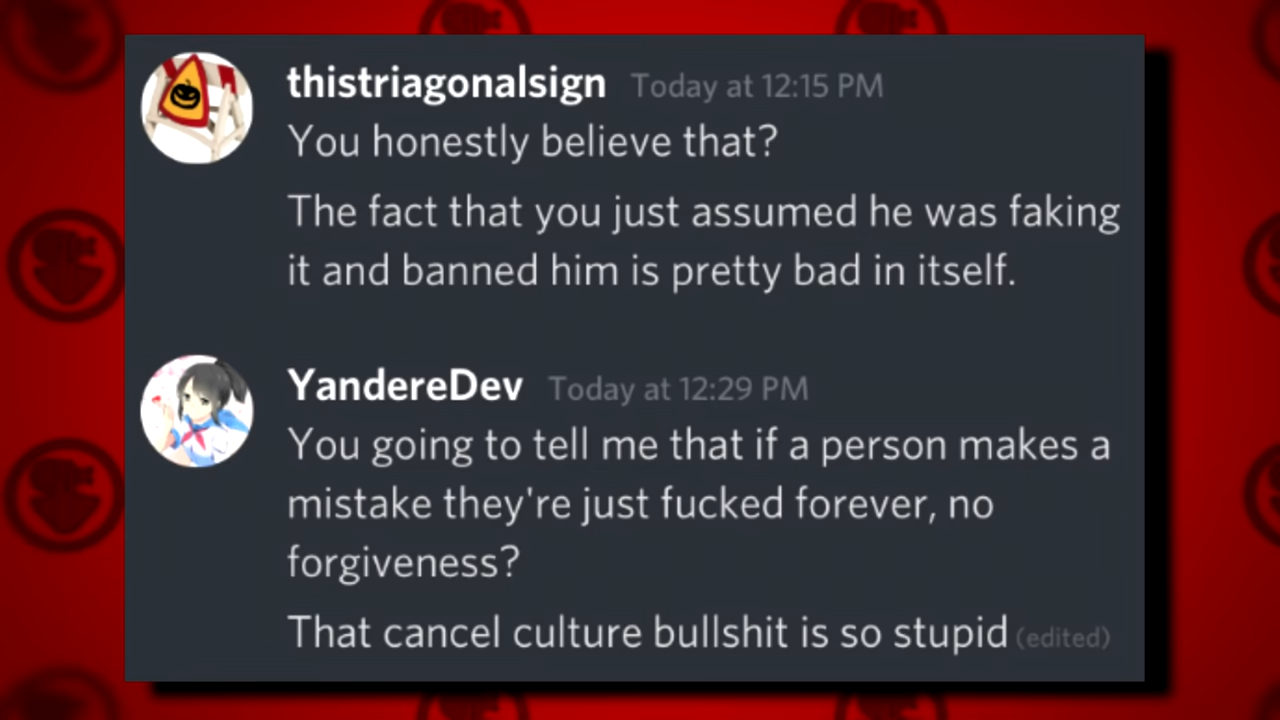 thistriagonalsign Today at 12:15 PM
You honestly believe that?
The fact that you just assumed he was faking
it and banned him is pretty bad in itself.
YandereDev Today at 12:29 PM
You going to tell me that if a person makes a
mistake they're just fucked forever, no
forgiveness?
That cancel culture bullshit is so stupid (edited)